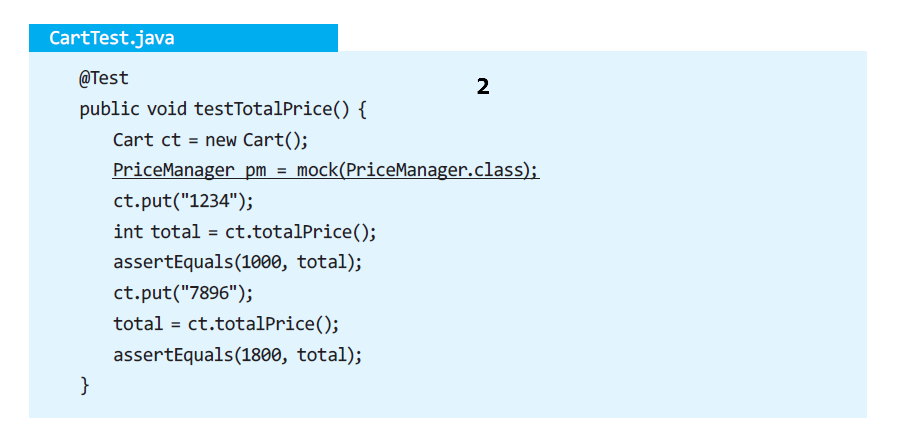 CartTest.java
2
@Test
public void testTotalPrice() {
Cart ct = new Cart();
PriceManager pm = mock(PriceManager.class);
ct.put("1234");
int total = ct.totalPrice();
assertEquals(1000, total);
ct.put("7896");
total = ct.totalPrice();
assertEquals(1800, total);
}